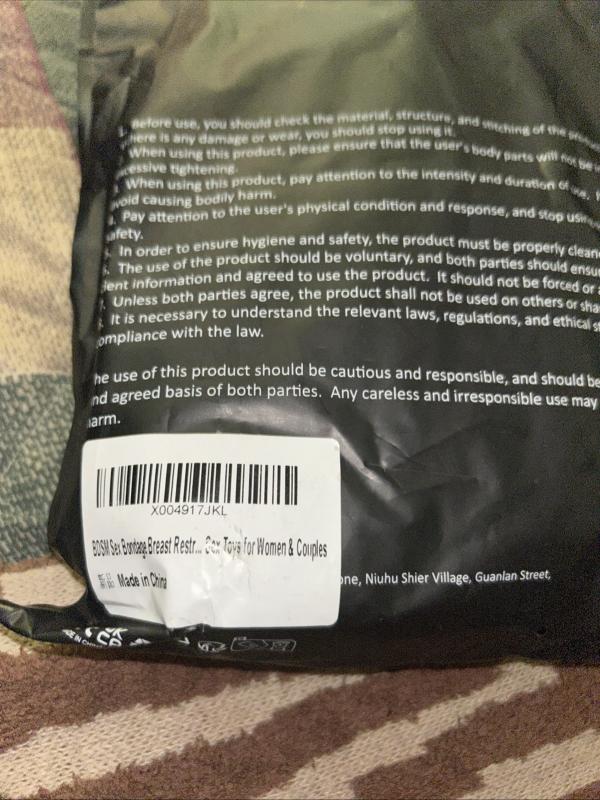 1. Before use, you should check the material, structure, and stitching of the
there is any damage or wear, you should stop using it.
When using this product, please ensure that the user's body parts will not be
excessive tightening.
When using this product, pay attention to the intensity and duration of use.
avoid causing bodily harm.
Pay attention to the user's physical condition and response, and stop
safety.
In order to ensure hygiene and safety, the product must be properly
The use of the product should be voluntary, and both parties should
information and agreed to use the product. It should not be forced or
Unless both parties agree, the product shall not be used on others or
It is necessary to understand the relevant laws, regulations, and ethical
compliance with the law.
he use of this product should be cautious and responsible, and should be
nd agreed basis of both parties. Any careless and irresponsible use may
harm.
X004917JKL
BDSM Sex Bondage Breast Restr... Sex Toys for Women & Couples
新品 Made in China
one, Niuhu Shier Village, Guanlan Street,